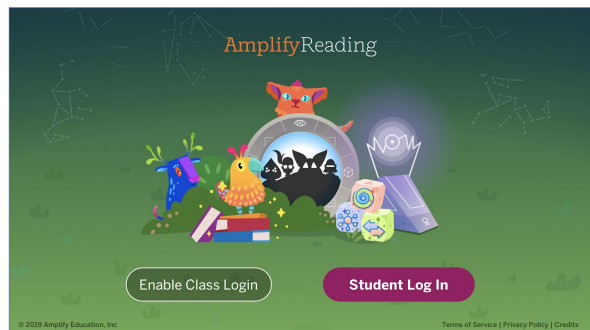 AmplifyReading
Enable Class Login
Student Log In
© 2019 Amplify Education, Inc
Terms of Service | Privacy Policy | Credits